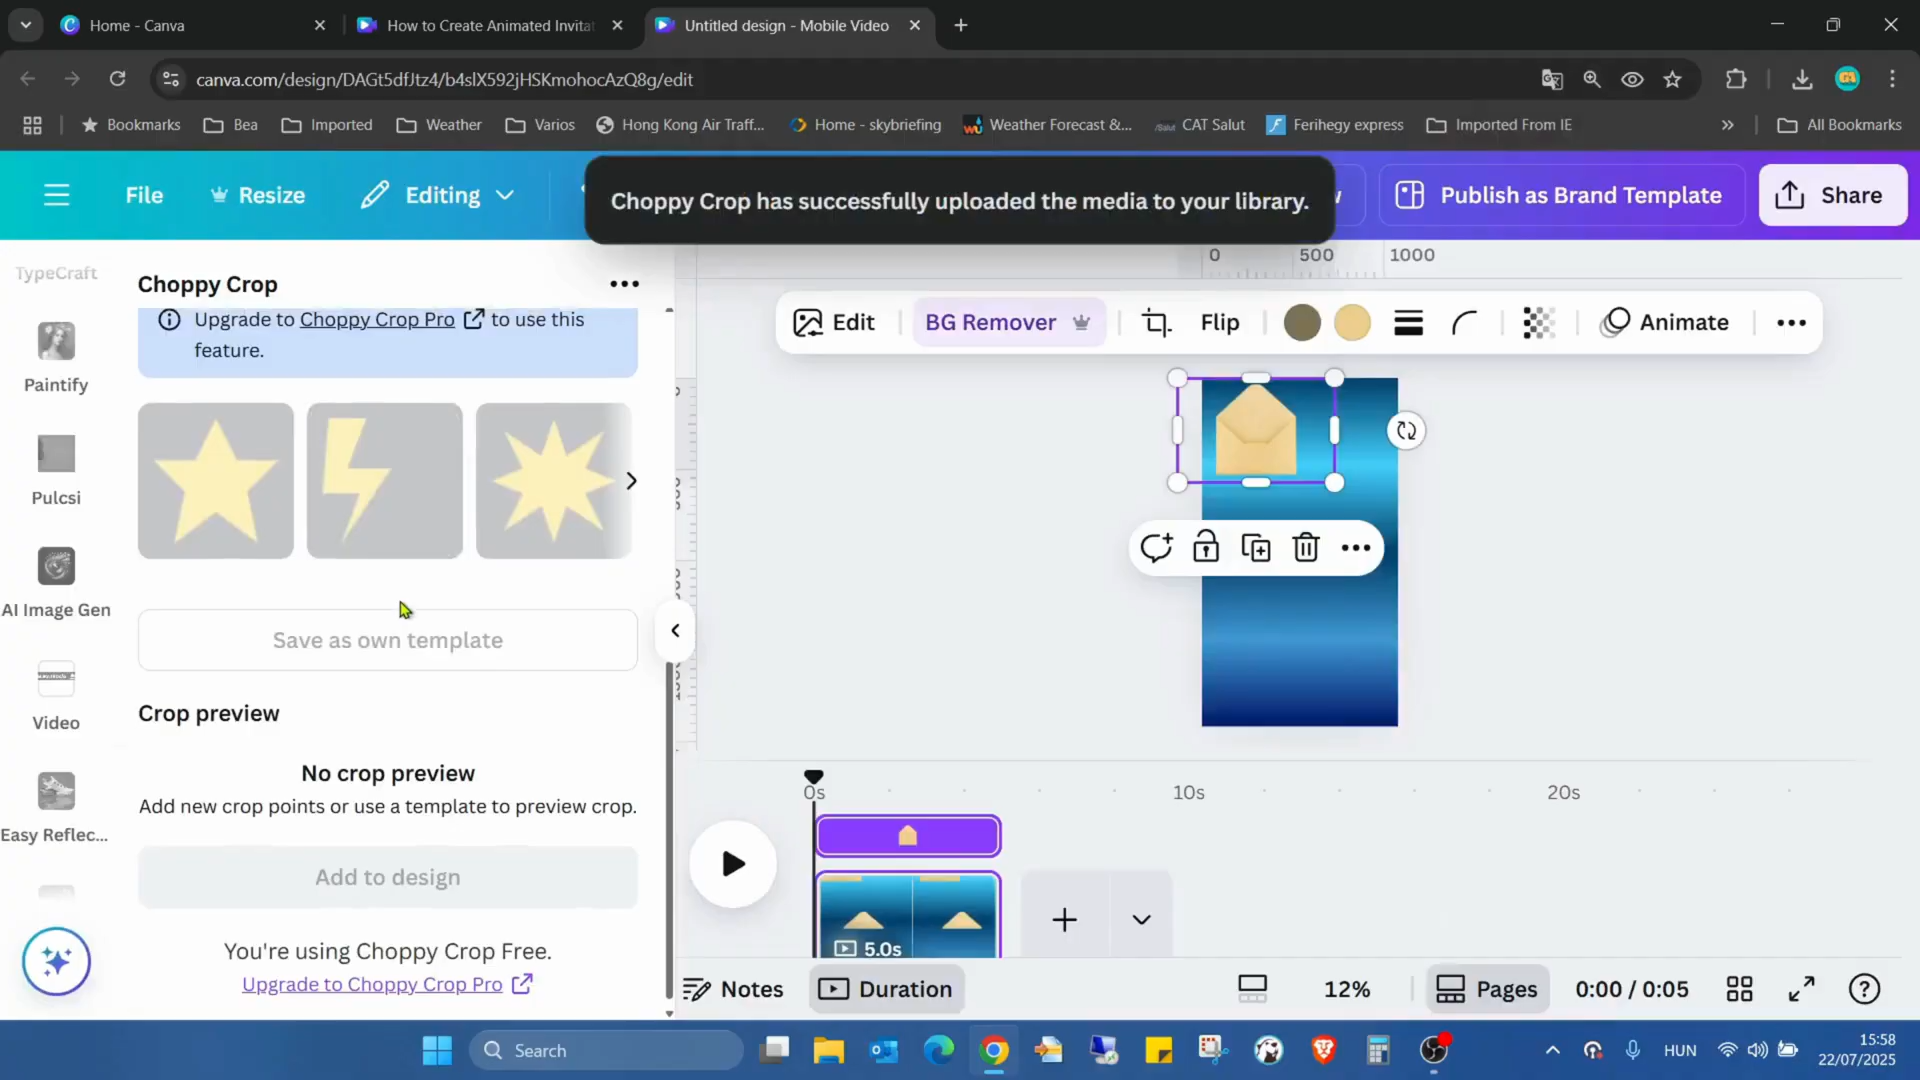 Home - Canva
How to Create Animated Invitat
Untitled design - Mobile Video
canva.com/design/DAGt5dfJtz4/b4slX592jHSKmohocAzQ8g/edit
Bookmarks
Bea
Imported
Weather
Varios
Hong Kong Air Traff...
Home - skybriefing
Weather Forecast &...
CAT Salut
Ferihegy express
Imported From IE
All Bookmarks
File
Resize
Editing
Choppy Crop has successfully uploaded the media to your library.
Publish as Brand Template
Share
TypeCraft
Paintify
Pulcsi
AI Image Gen
Video
Easy Reflec...
Choppy Crop
Upgrade to Choppy Crop Pro to use this
feature.
Save as own template
Crop preview
No crop preview
Add new crop points or use a template to preview crop.
Add to design
You're using Choppy Crop Free.
Upgrade to Choppy Crop Pro
0
500
1000
Edit
BG Remover
Flip
Animate
0s
10s
20s
5.0s
Notes
Duration
12%
Pages
0:00 / 0:05
Search
HUN
15:58
22/07/2025